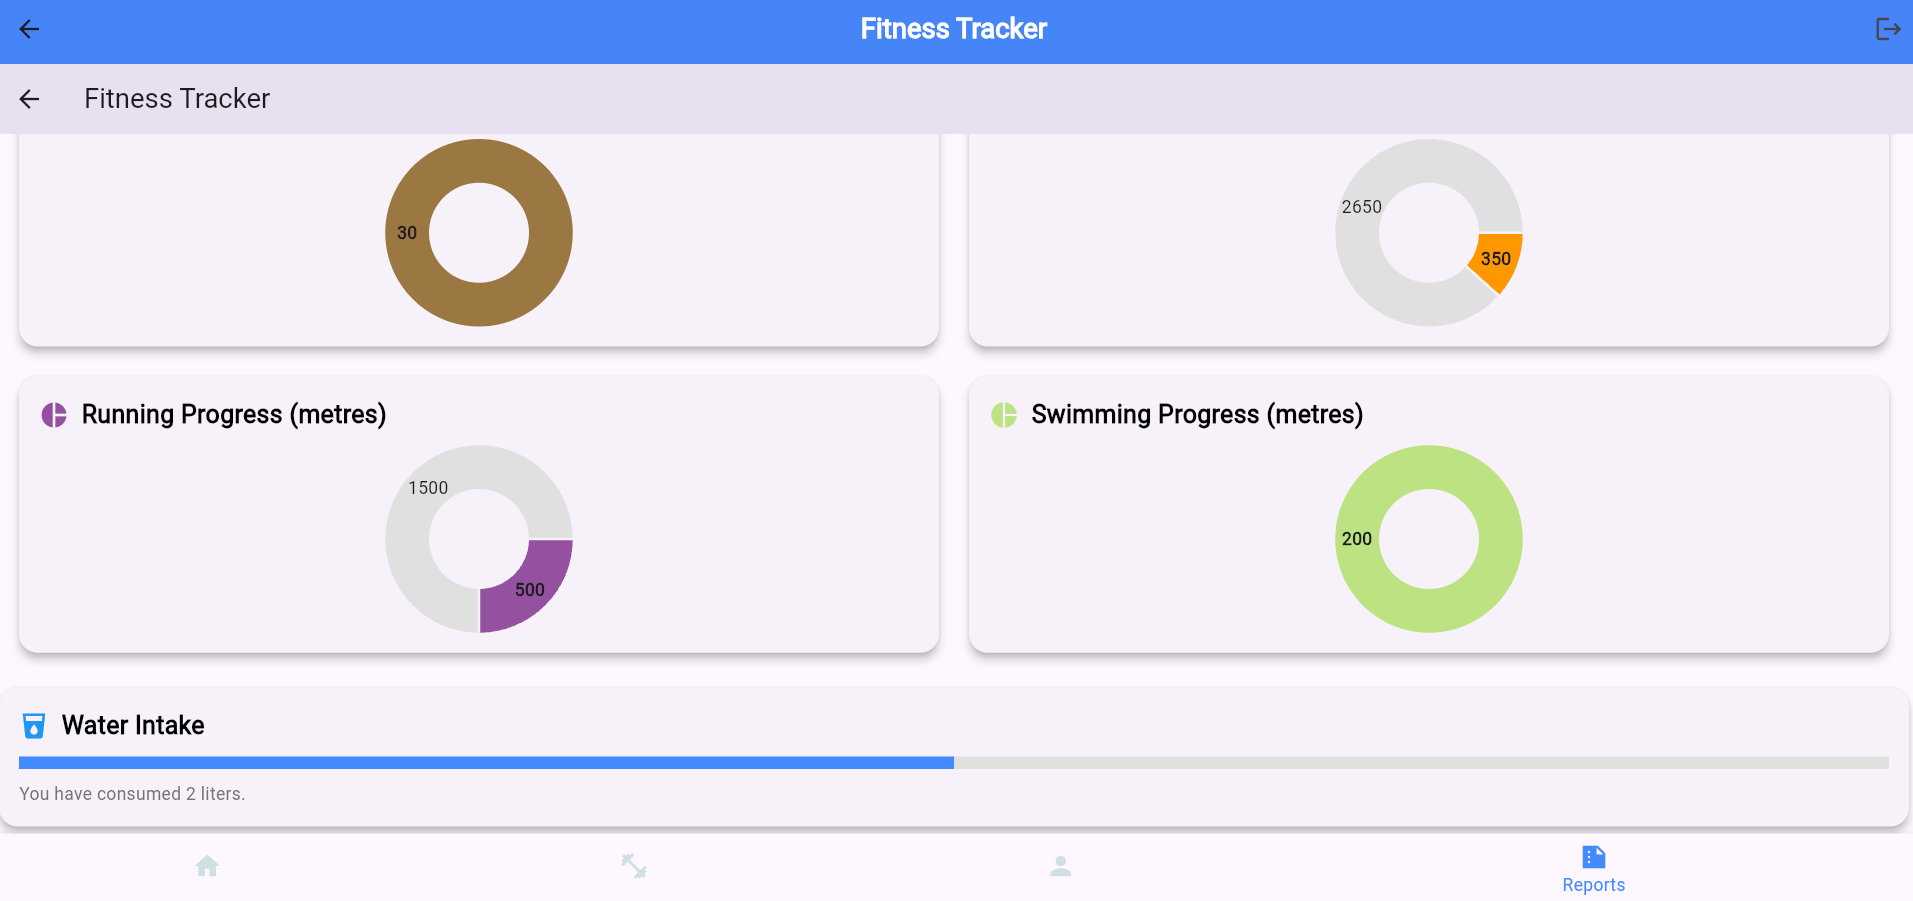 Fitness Tracker
Fitness Tracker
30
2650
350
Running Progress (metres)
1500
500
Swimming Progress (metres)
200
Water Intake
You have consumed 2 liters.
Reports